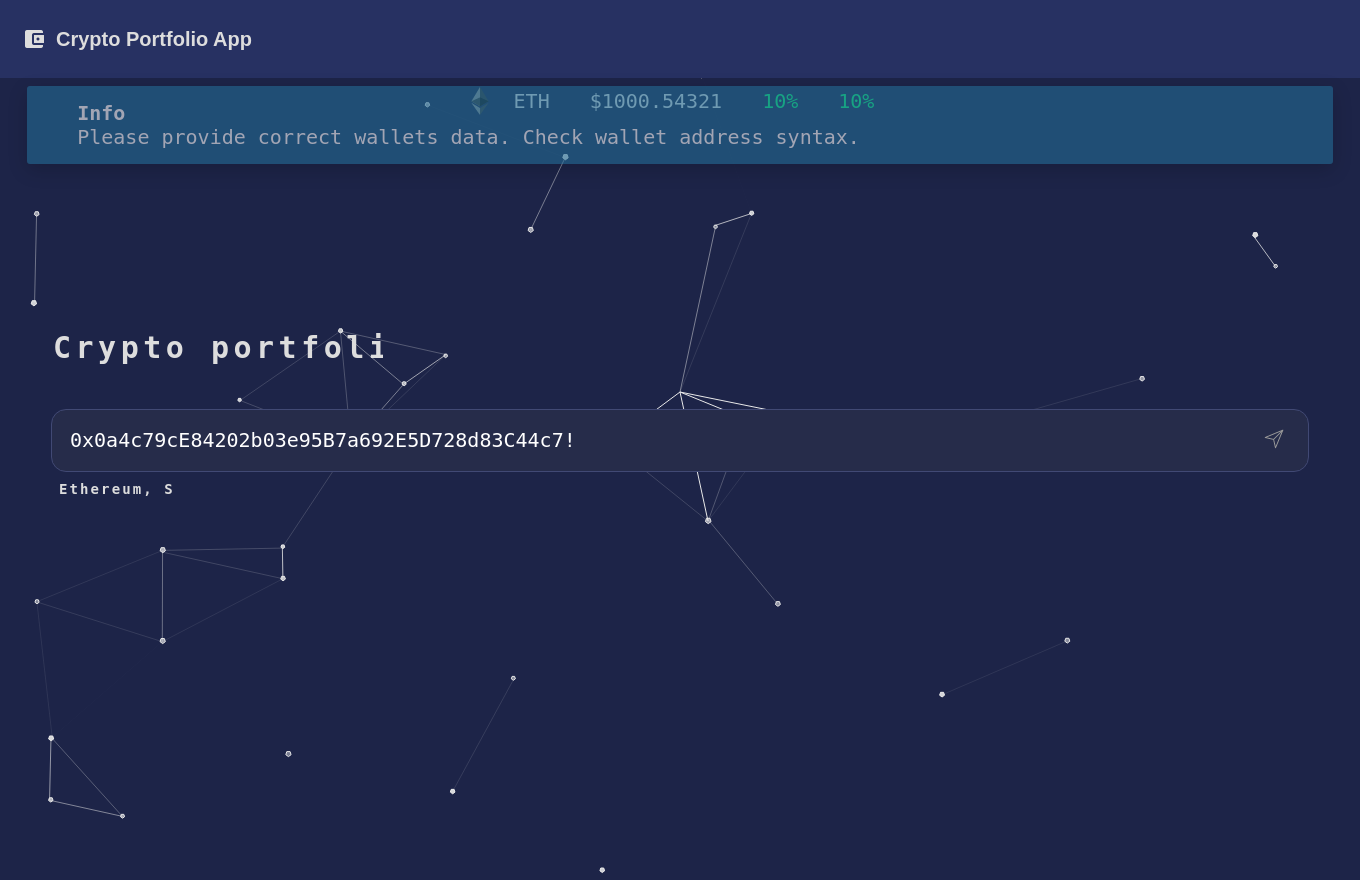 Crypto Portfolio App
ETH $1000.54321 10% 10%
Info
Please provide correct wallets data. Check wallet address syntax.
Crypto portfoli
0x0a4c79cE84202b03e95B7a692E5D728d83C44c7!
Ethereum, S